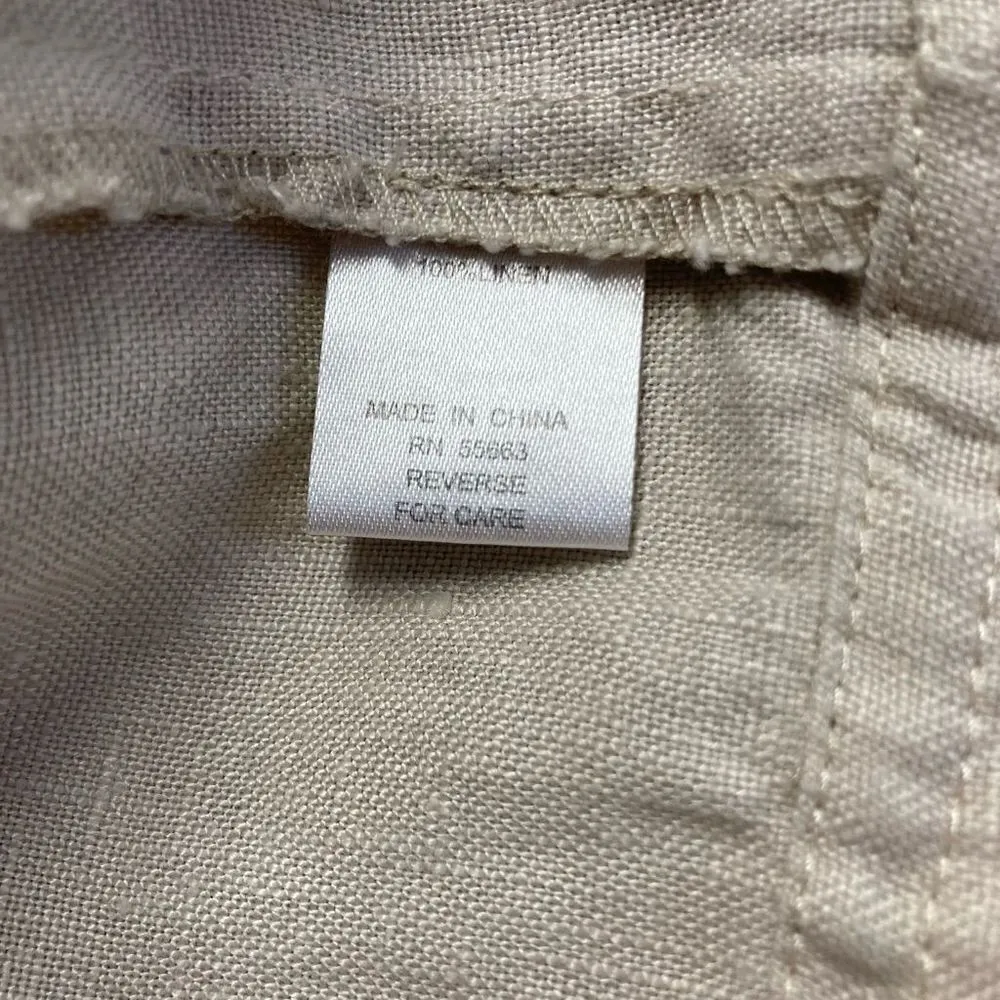 100% LINEN
MADE IN CHINA
RN 55663
REVERSE
FOR CARE